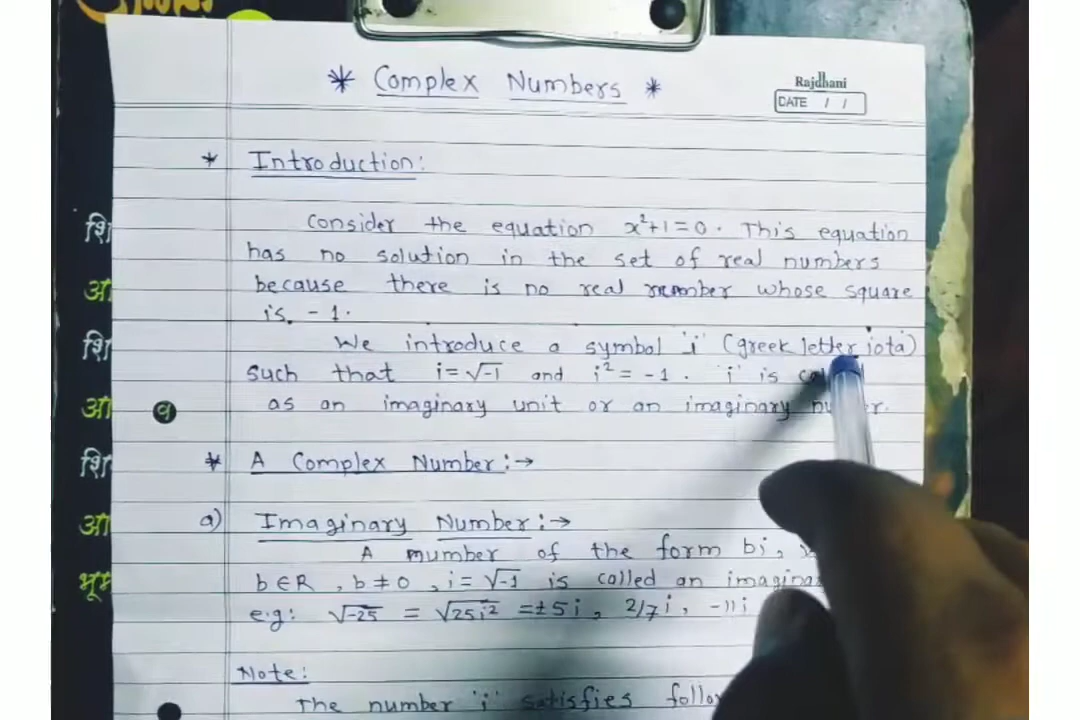 * Complex Numbers *
Rajdhani
DATE / /
* Introduction:
Consider the equation x²+1=0. This equation
has no solution in the set of real numbers
because there is no real number whose square
is -1.
We introduce a symbol 'i' (greek letter iota)
such that i=√-1 and i²= -1. 'i' is
as an imaginary unit or an imaginary
* A Complex Number:→
a) Imaginary Number:→
A number of the form bi,
b∈R, b≠0, i=√-1 is called an
e.g: √-25 = √25i² =±5i, 2/7i, -11i
Note:
The number 'i' satisfies
शि
आ
शि
आ
शि
आ
भूम
9